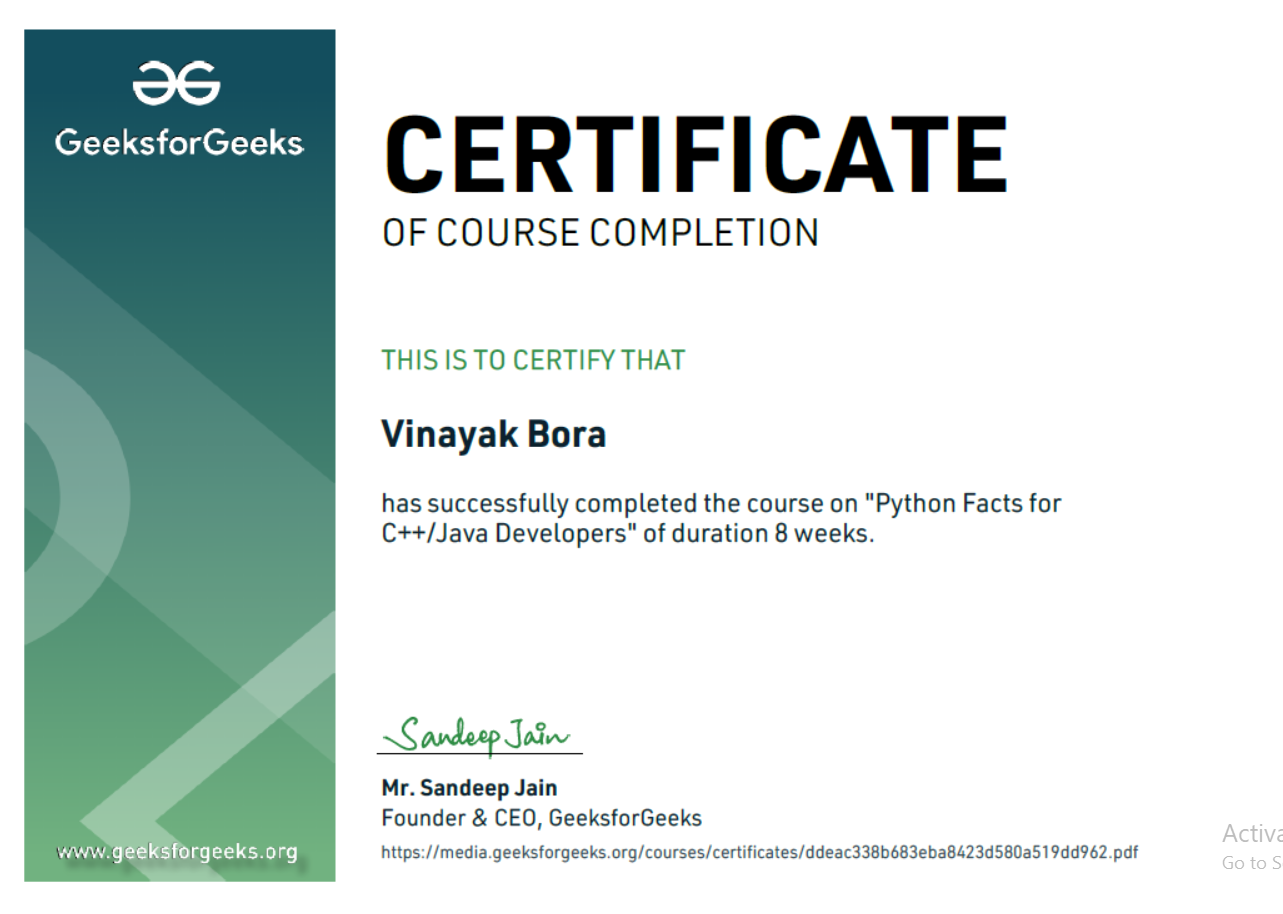 GeeksforGeeks
CERTIFICATE
OF COURSE COMPLETION
THIS IS TO CERTIFY THAT
Vinayak Bora
has successfully completed the course on "Python Facts for
C++/Java Developers" of duration 8 weeks.
Sandeep Jain
Mr. Sandeep Jain
Founder & CEO, GeeksforGeeks
https://media.geeksforgeeks.org/courses/certificates/ddeac338b683eba8423d580a519dd962.pdf
www.geeksforgeeks.org
Activa
Go to S